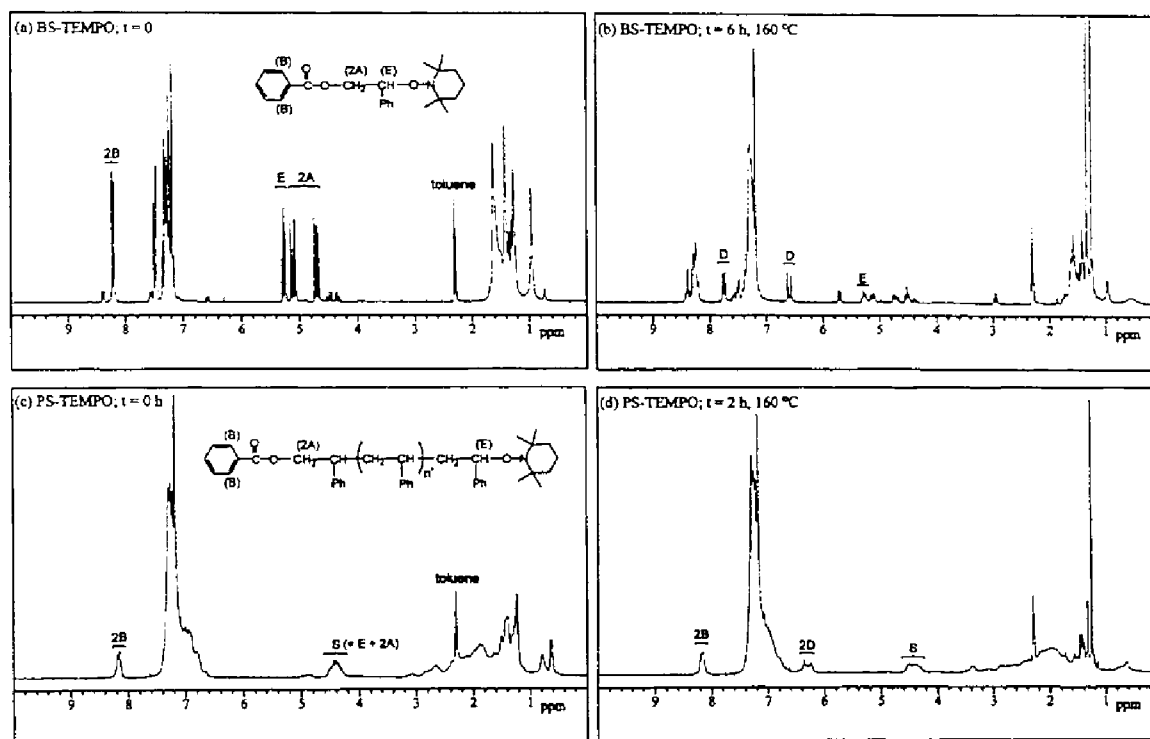 (a) BS-TEMPO; t = 0
(B)
O
(2A)
(E)
C
O
CH2
CH
O
N
Ph
(B)
2B
E
2A
toluene
9 8 7 6 5 4 3 2 1 ppm
(b) BS-TEMPO; t = 6 h, 160 °C
D
D
E
9 8 7 6 5 4 3 2 1 ppm
(c) PS-TEMPO; t = 0 h
(B)
O
(2A)
(E)
C
O
CH2
CH
CH2
CH
n'
CH2
CH
O
N
Ph
Ph
Ph
(B)
2B
S (= E + 2A)
toluene
9 8 7 6 5 4 3 2 1 ppm
(d) PS-TEMPO; t = 2 h, 160 °C
2B
2D
S
9 8 7 6 5 4 3 2 1 ppm